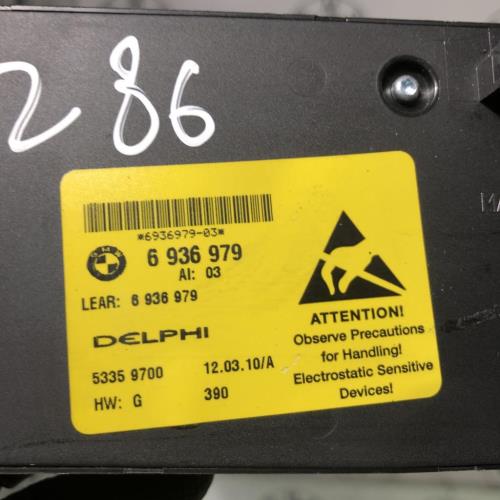 286
*6936979-03*
BMW
6 936 979
AI: 03
LEAR: 6 936 979
DELPHI
5335 9700 12.03.10/A
HW: G 390
ATTENTION!
Observe Precautions
for Handling!
Electrostatic Sensitive
Devices!